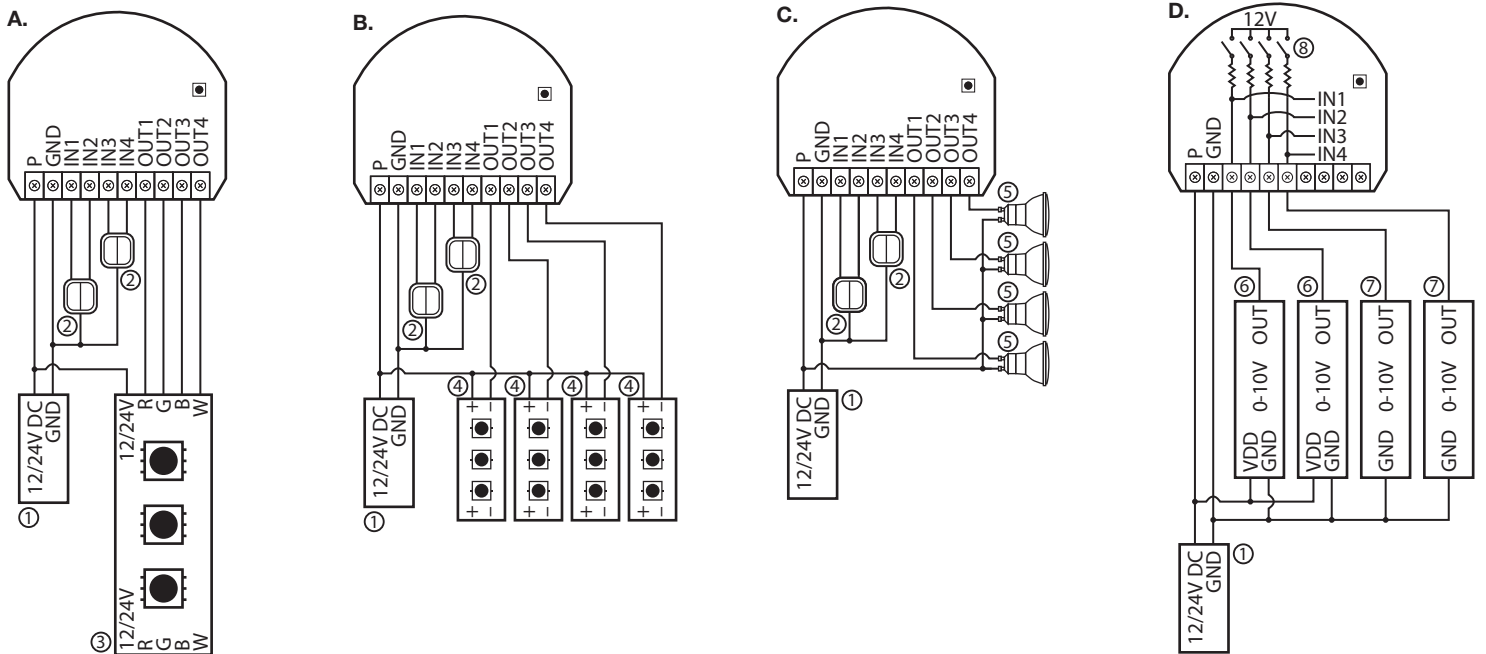 A.
P
GND
IN1
IN2
IN3
IN4
OUT1
OUT2
OUT3
OUT4
②
②
12/24V DC
GND
①
12/24V
R
G
B
W
12/24V
R
G
B
W
③
B.
P
GND
IN1
IN2
IN3
IN4
OUT1
OUT2
OUT3
OUT4
②
②
12/24V DC
GND
①
④
④
④
④
+ −
+ −
+ −
+ −
+ −
+ −
+ −
+ −
C.
P
GND
IN1
IN2
IN3
IN4
OUT1
OUT2
OUT3
OUT4
⑤
⑤
⑤
⑤
②
②
12/24V DC
GND
①
D.
12V
⑧
IN1
IN2
IN3
IN4
P
GND
⑥
⑥
⑦
⑦
VDD
GND
0-10V
OUT
VDD
GND
0-10V
OUT
GND
0-10V
OUT
GND
0-10V
OUT
12/24V DC
GND
①